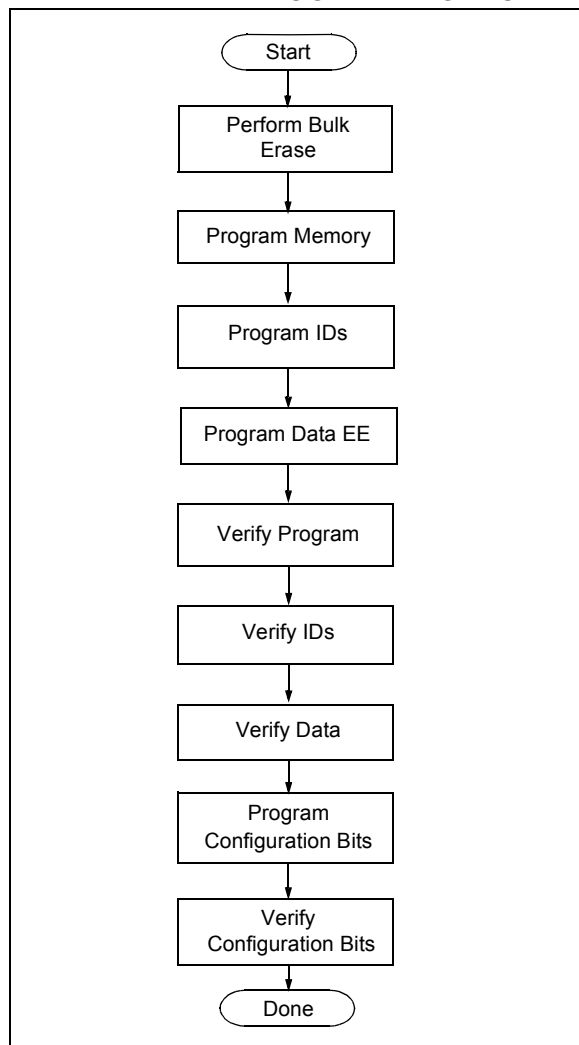 Start
Perform Bulk
Erase
Program Memory
Program IDs
Program Data EE
Verify Program
Verify IDs
Verify Data
Program
Configuration Bits
Verify
Configuration Bits
Done